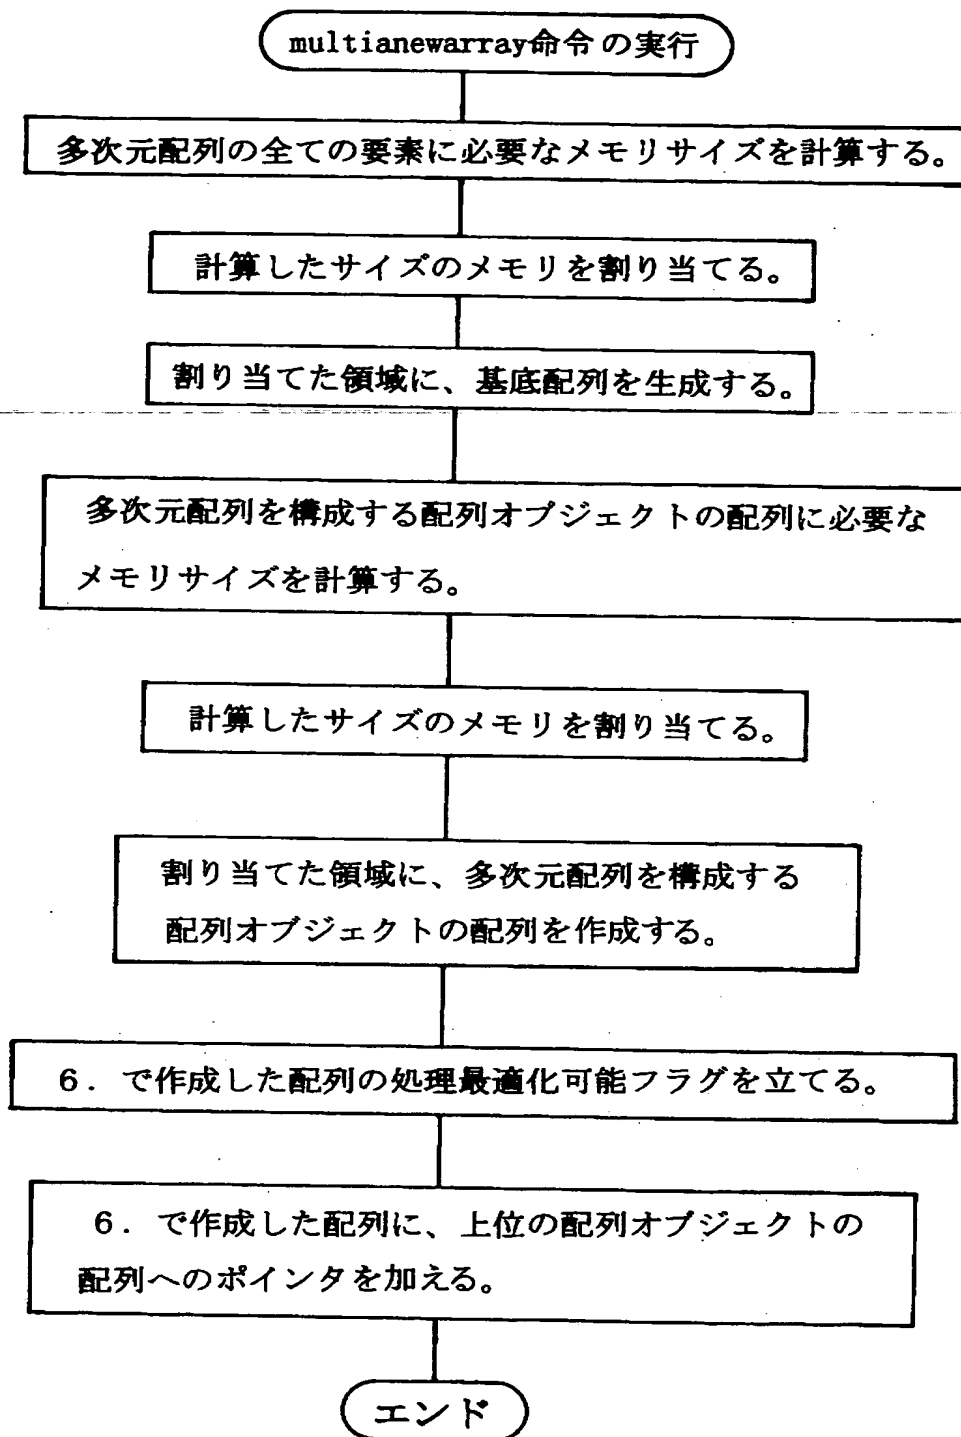 multianewarray命令の実行
多次元配列の全ての要素に必要なメモリサイズを計算する。
計算したサイズのメモリを割り当てる。
割り当てた領域に、基底配列を生成する。
多次元配列を構成する配列オブジェクトの配列に必要な
メモリサイズを計算する。
計算したサイズのメモリを割り当てる。
割り当てた領域に、多次元配列を構成する
配列オブジェクトの配列を作成する。
6．で作成した配列の処理最適化可能フラグを立てる。
6．で作成した配列に、上位の配列オブジェクトの
配列へのポインタを加える。
エンド